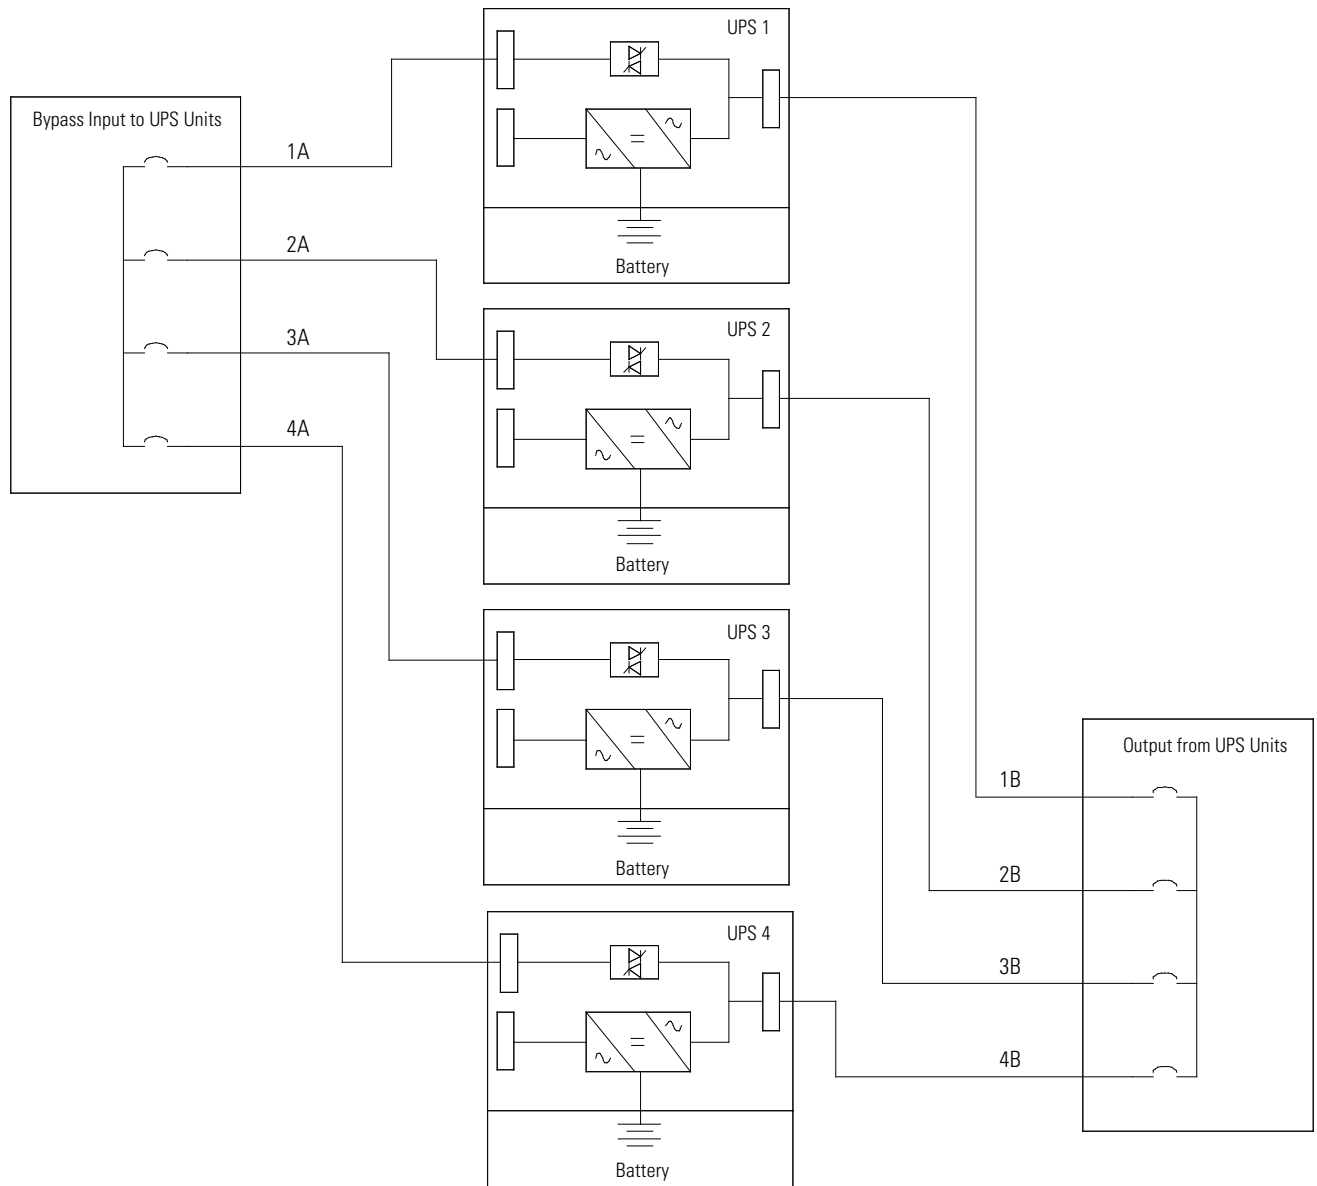 UPS 1
Bypass Input to UPS Units
1A
2A
Battery
3A
UPS 2
4A
Battery
UPS 3
Output from UPS Units
1B
Battery
2B
UPS 4
3B
4B
Battery